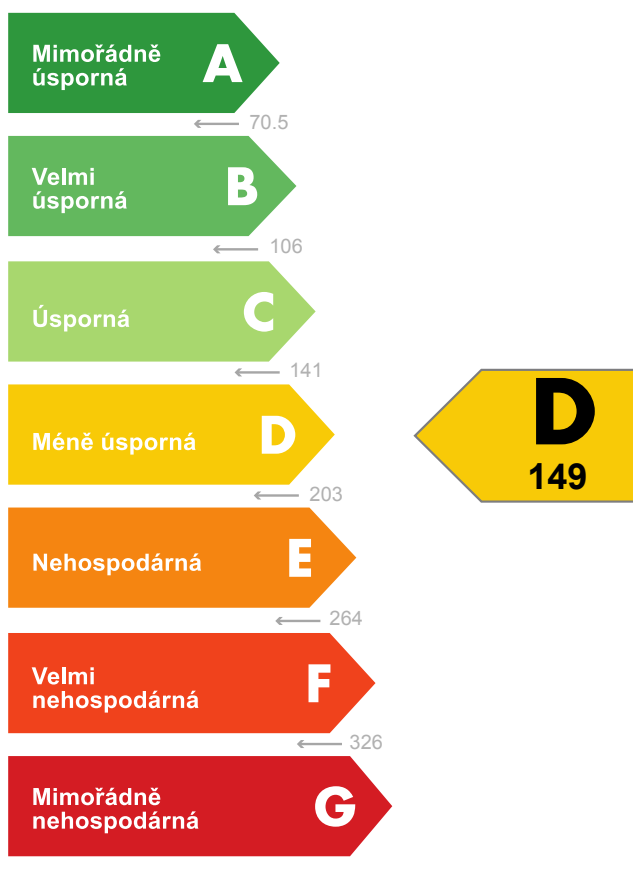 Mimořádně
úsporná
A
← 70.5
Velmi
úsporná
B
← 106
Úsporná
C
← 141
Méně úsporná
D
D
149
← 203
Nehospodárná
E
← 264
Velmi
nehospodárná
F
← 326
Mimořádně
nehospodárná
G